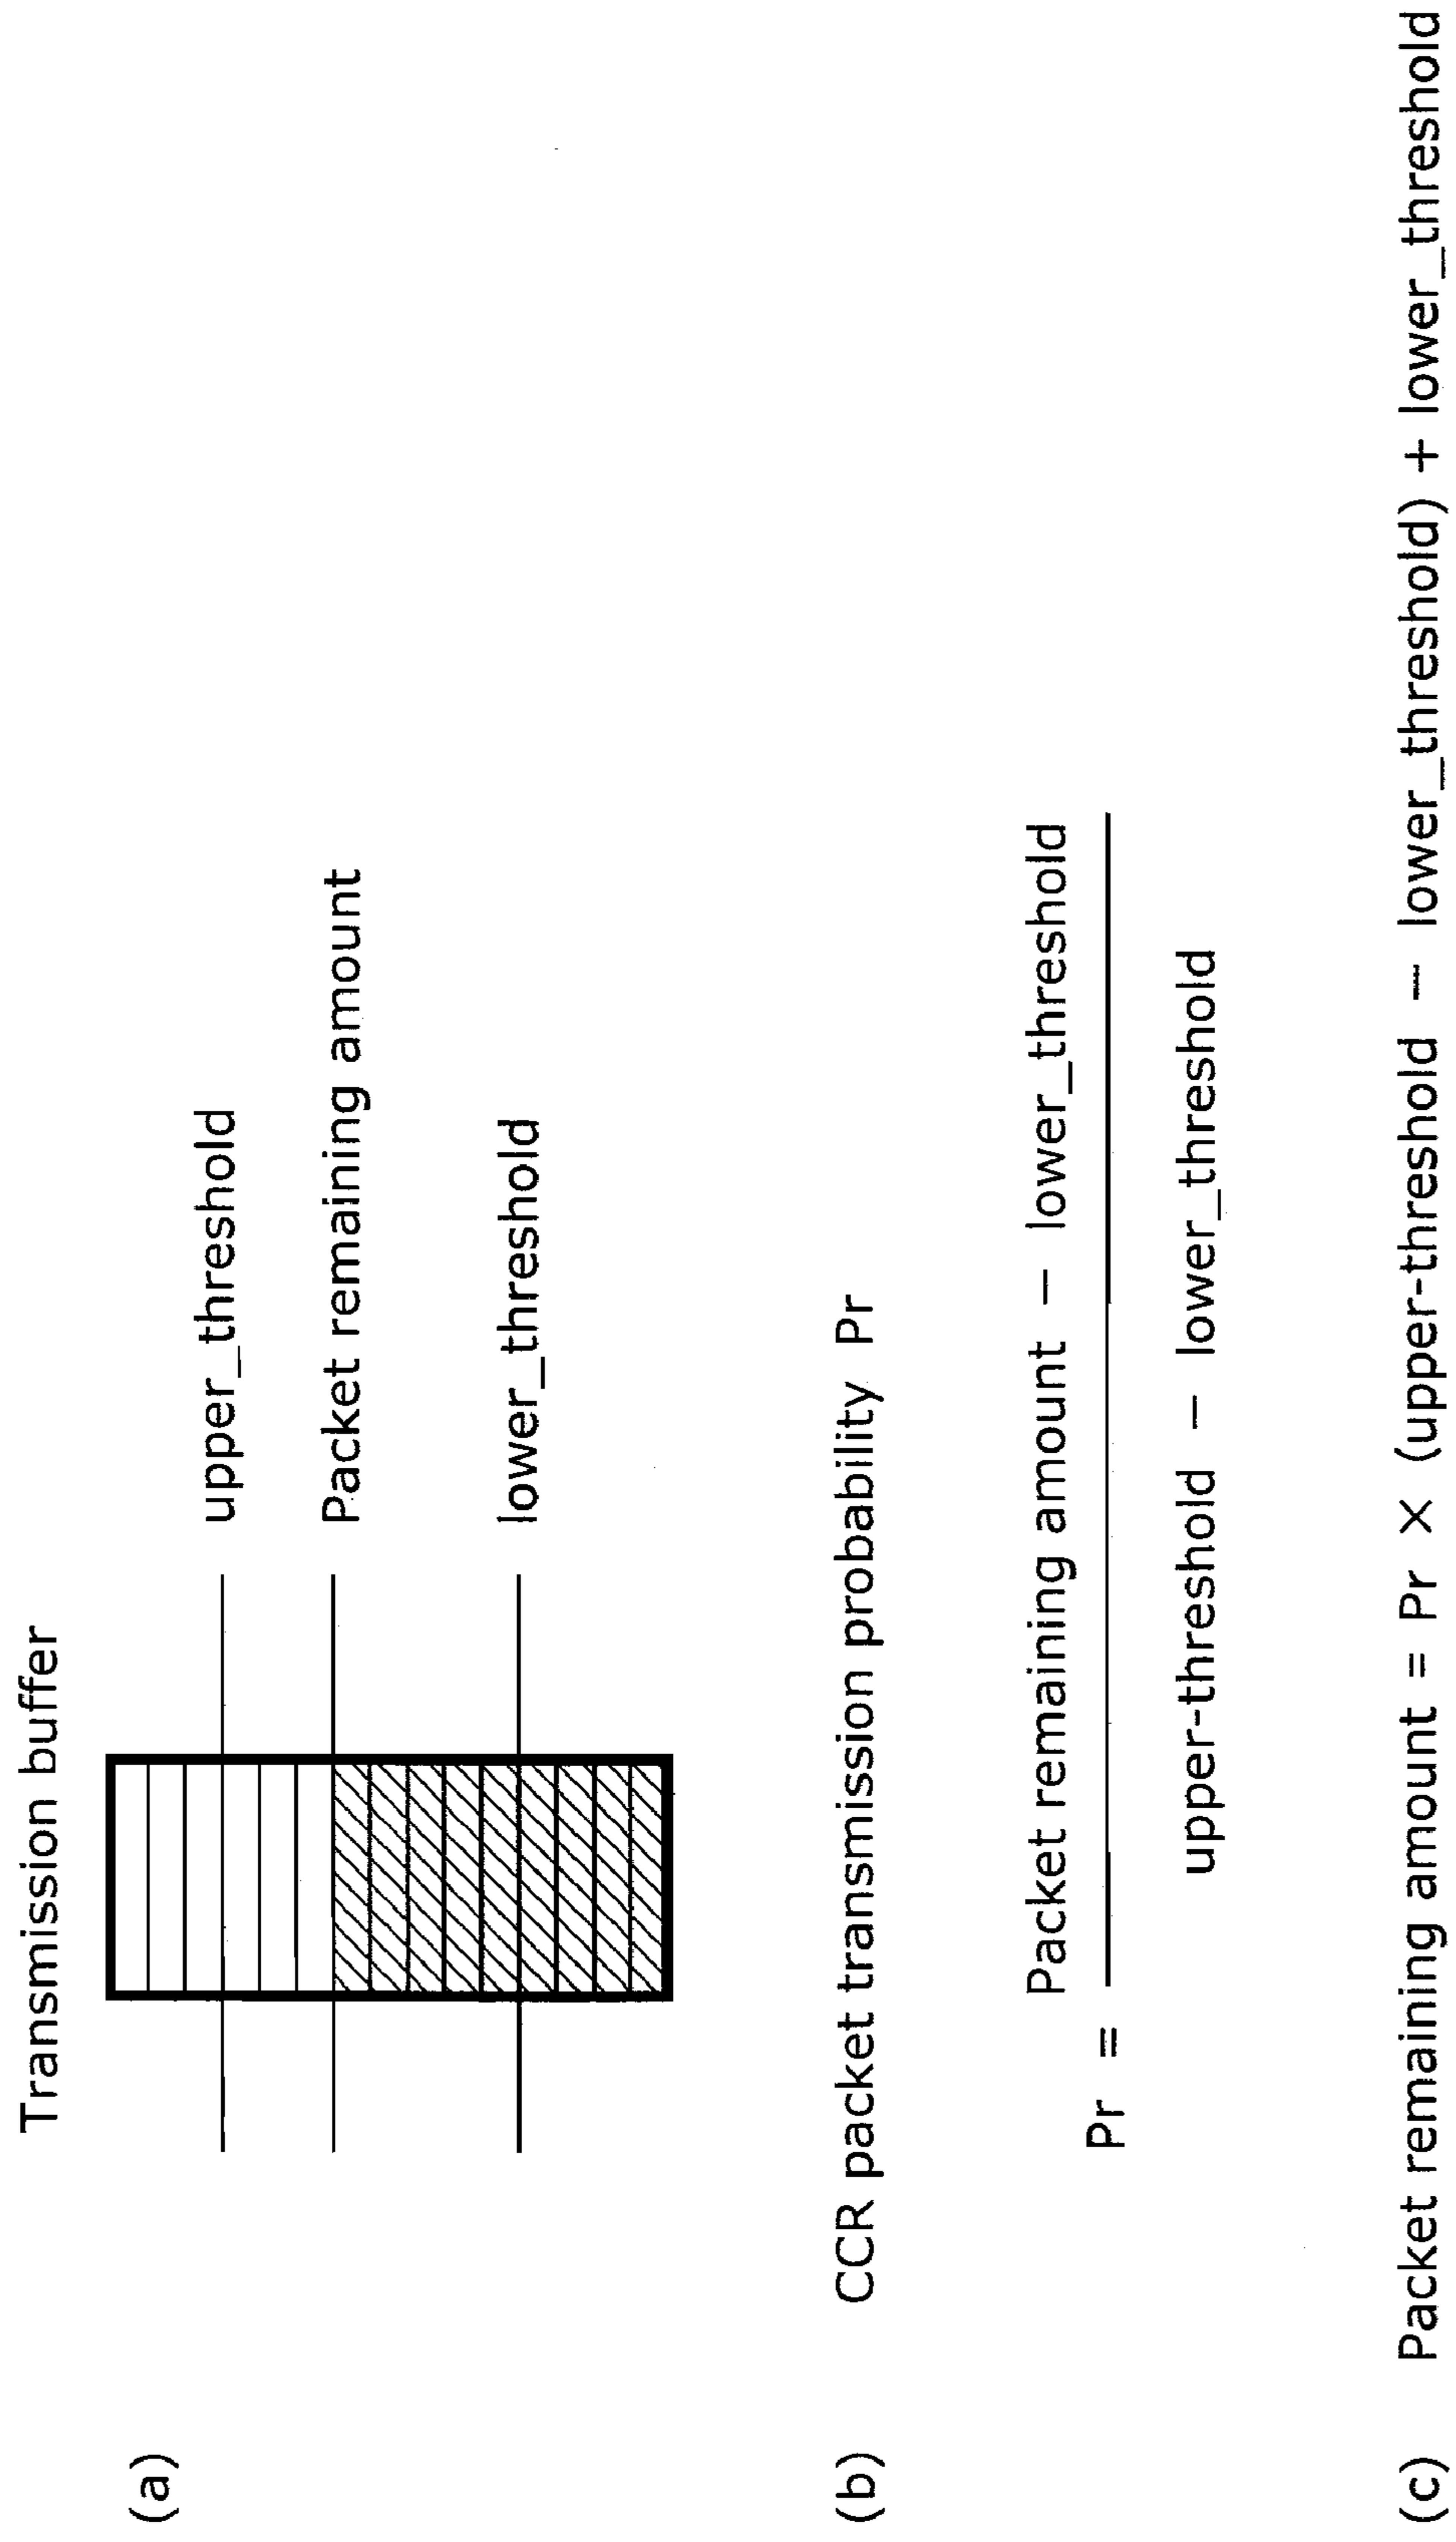 (a)
Transmission buffer
upper_threshold
Packet remaining amount
lower_threshold
(b) CCR packet transmission probability Pr
Pr = Packet remaining amount − lower_threshold
upper-threshold − lower_threshold
(c) Packet remaining amount = Pr × (upper-threshold − lower_threshold) + lower_threshold